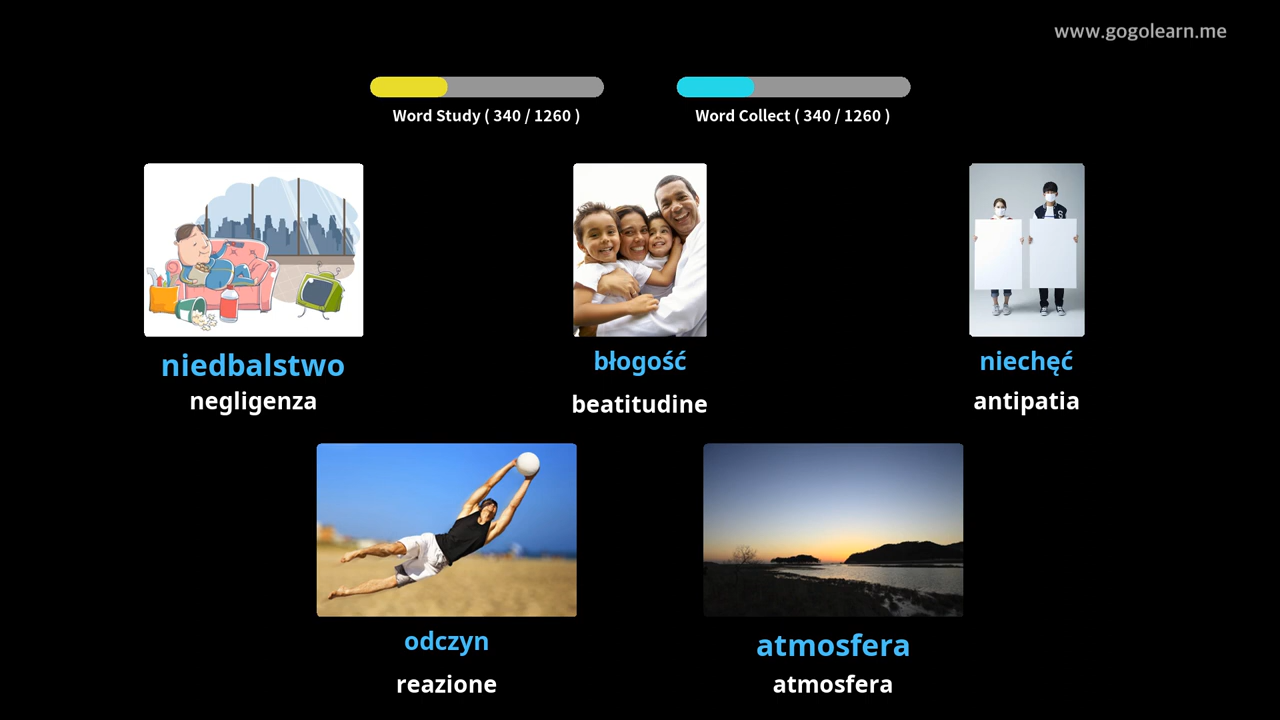 www.gogolearn.me
Word Study ( 340 / 1260 )
Word Collect ( 340 / 1260 )
niedbalstwo
negligenza
błogość
beatitudine
niechęć
antipatia
odczyn
reazione
atmosfera
atmosfera